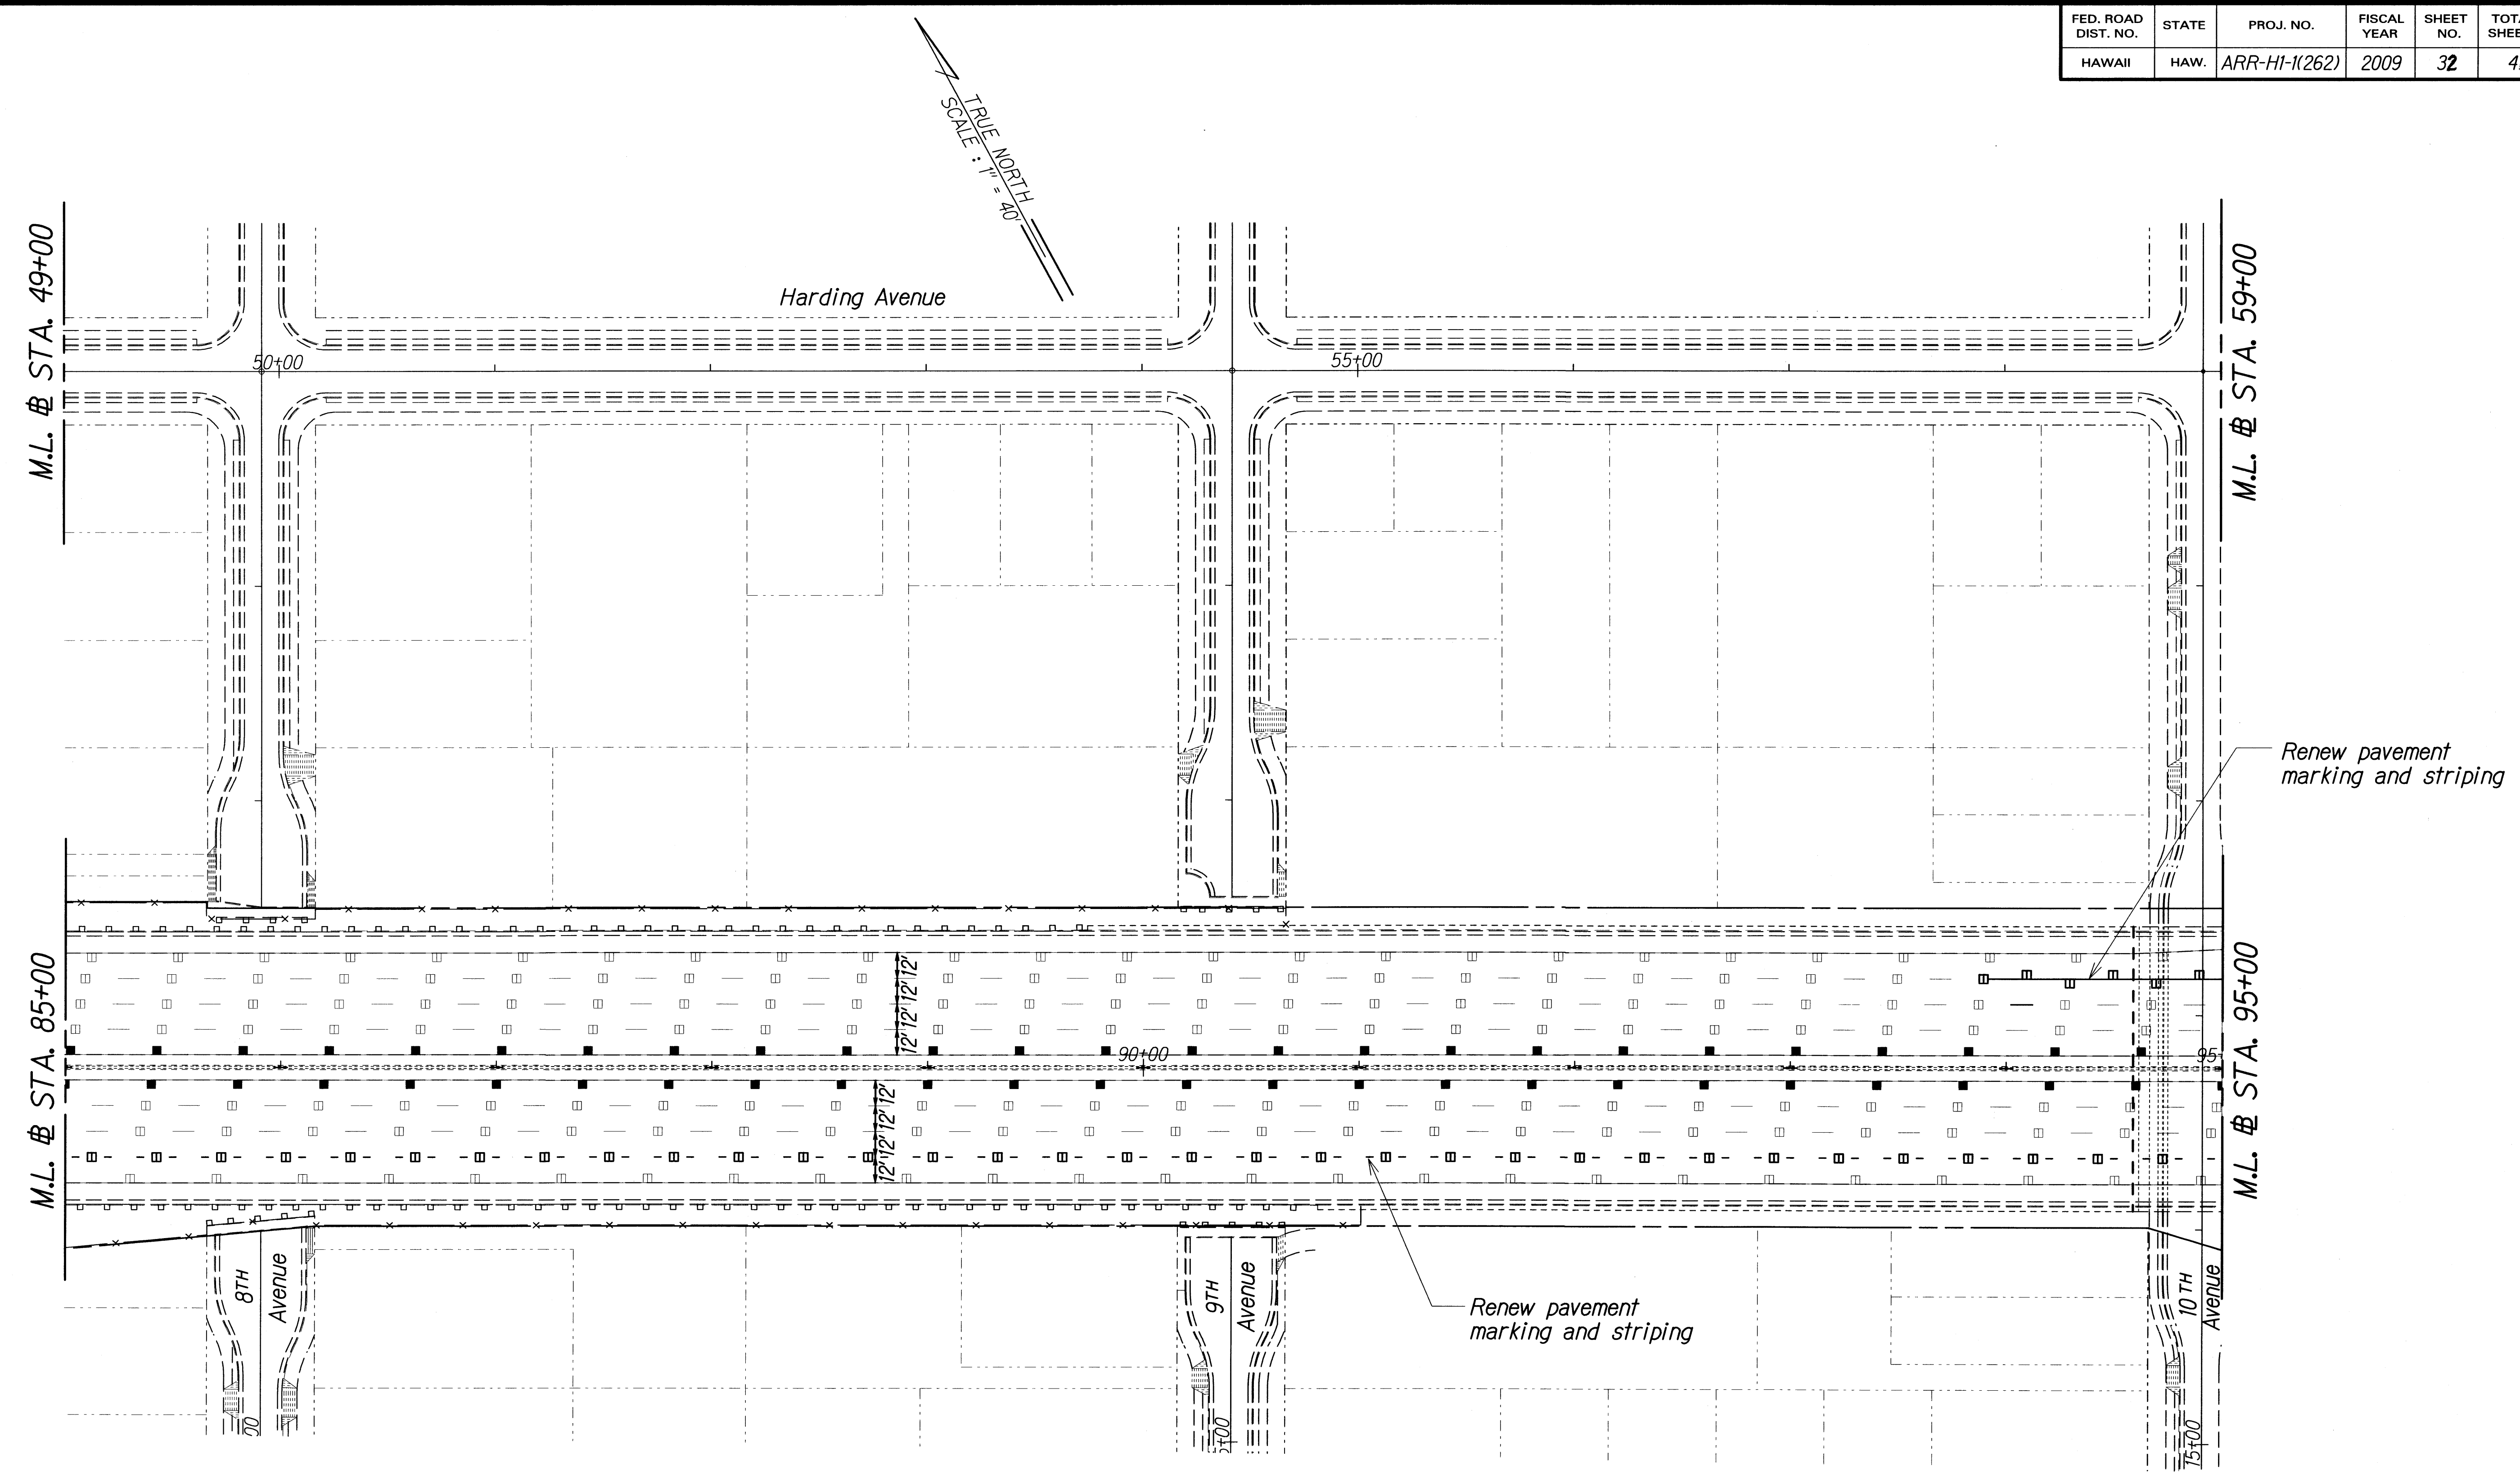 FED. ROAD DIST. NO. STATE PROJ. NO. FISCAL YEAR SHEET NO.
HAWAII HAW. ARR-H1-1(262) 2009 32
TRUE NORTH
SCALE : 1" = 40'
M.L. ℄ STA. 49+00
Harding Avenue
50+00
55+00
M.L. ℄ STA. 59+00
Renew pavement
marking and striping
M.L. ℄ STA. 85+00
12' 12' 12' 12'
90+00
M.L. ℄ STA. 95+00
12' 12' 12' 12'
8TH
Avenue
9TH
Avenue
10TH
Avenue
Renew pavement
marking and striping
15+00